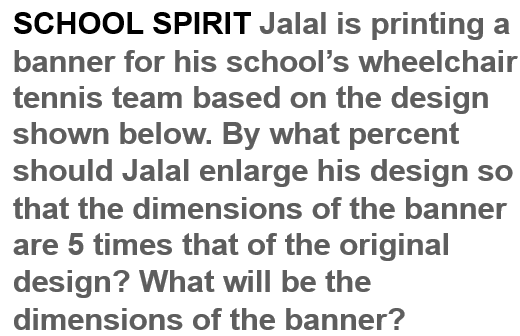 SCHOOL SPIRIT Jalal is printing a
banner for his school’s wheelchair
tennis team based on the design
shown below. By what percent
should Jalal enlarge his design so
that the dimensions of the banner
are 5 times that of the original
design? What will be the
dimensions of the banner?